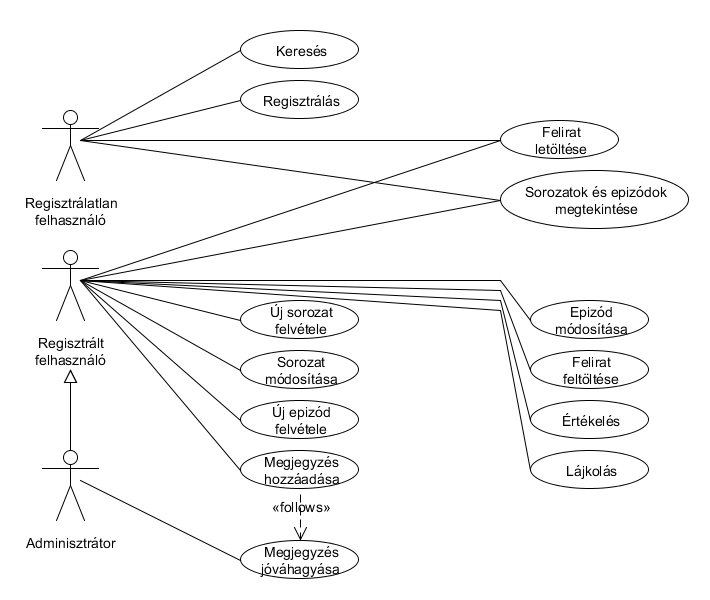 Keresés
Regisztrálás
Felirat
letöltése
Sorozatok és epizódok
megtekintése
Regisztrálatlan
felhasználó
Regisztrált
felhasználó
Új sorozat
felvétele
Epizód
módosítása
Sorozat
módosítása
Felirat
feltöltése
Új epizód
felvétele
Értékelés
Megjegyzés
hozzáadása
Lájkolás
«follows»
Adminisztrátor
Megjegyzés
jóváhagyása